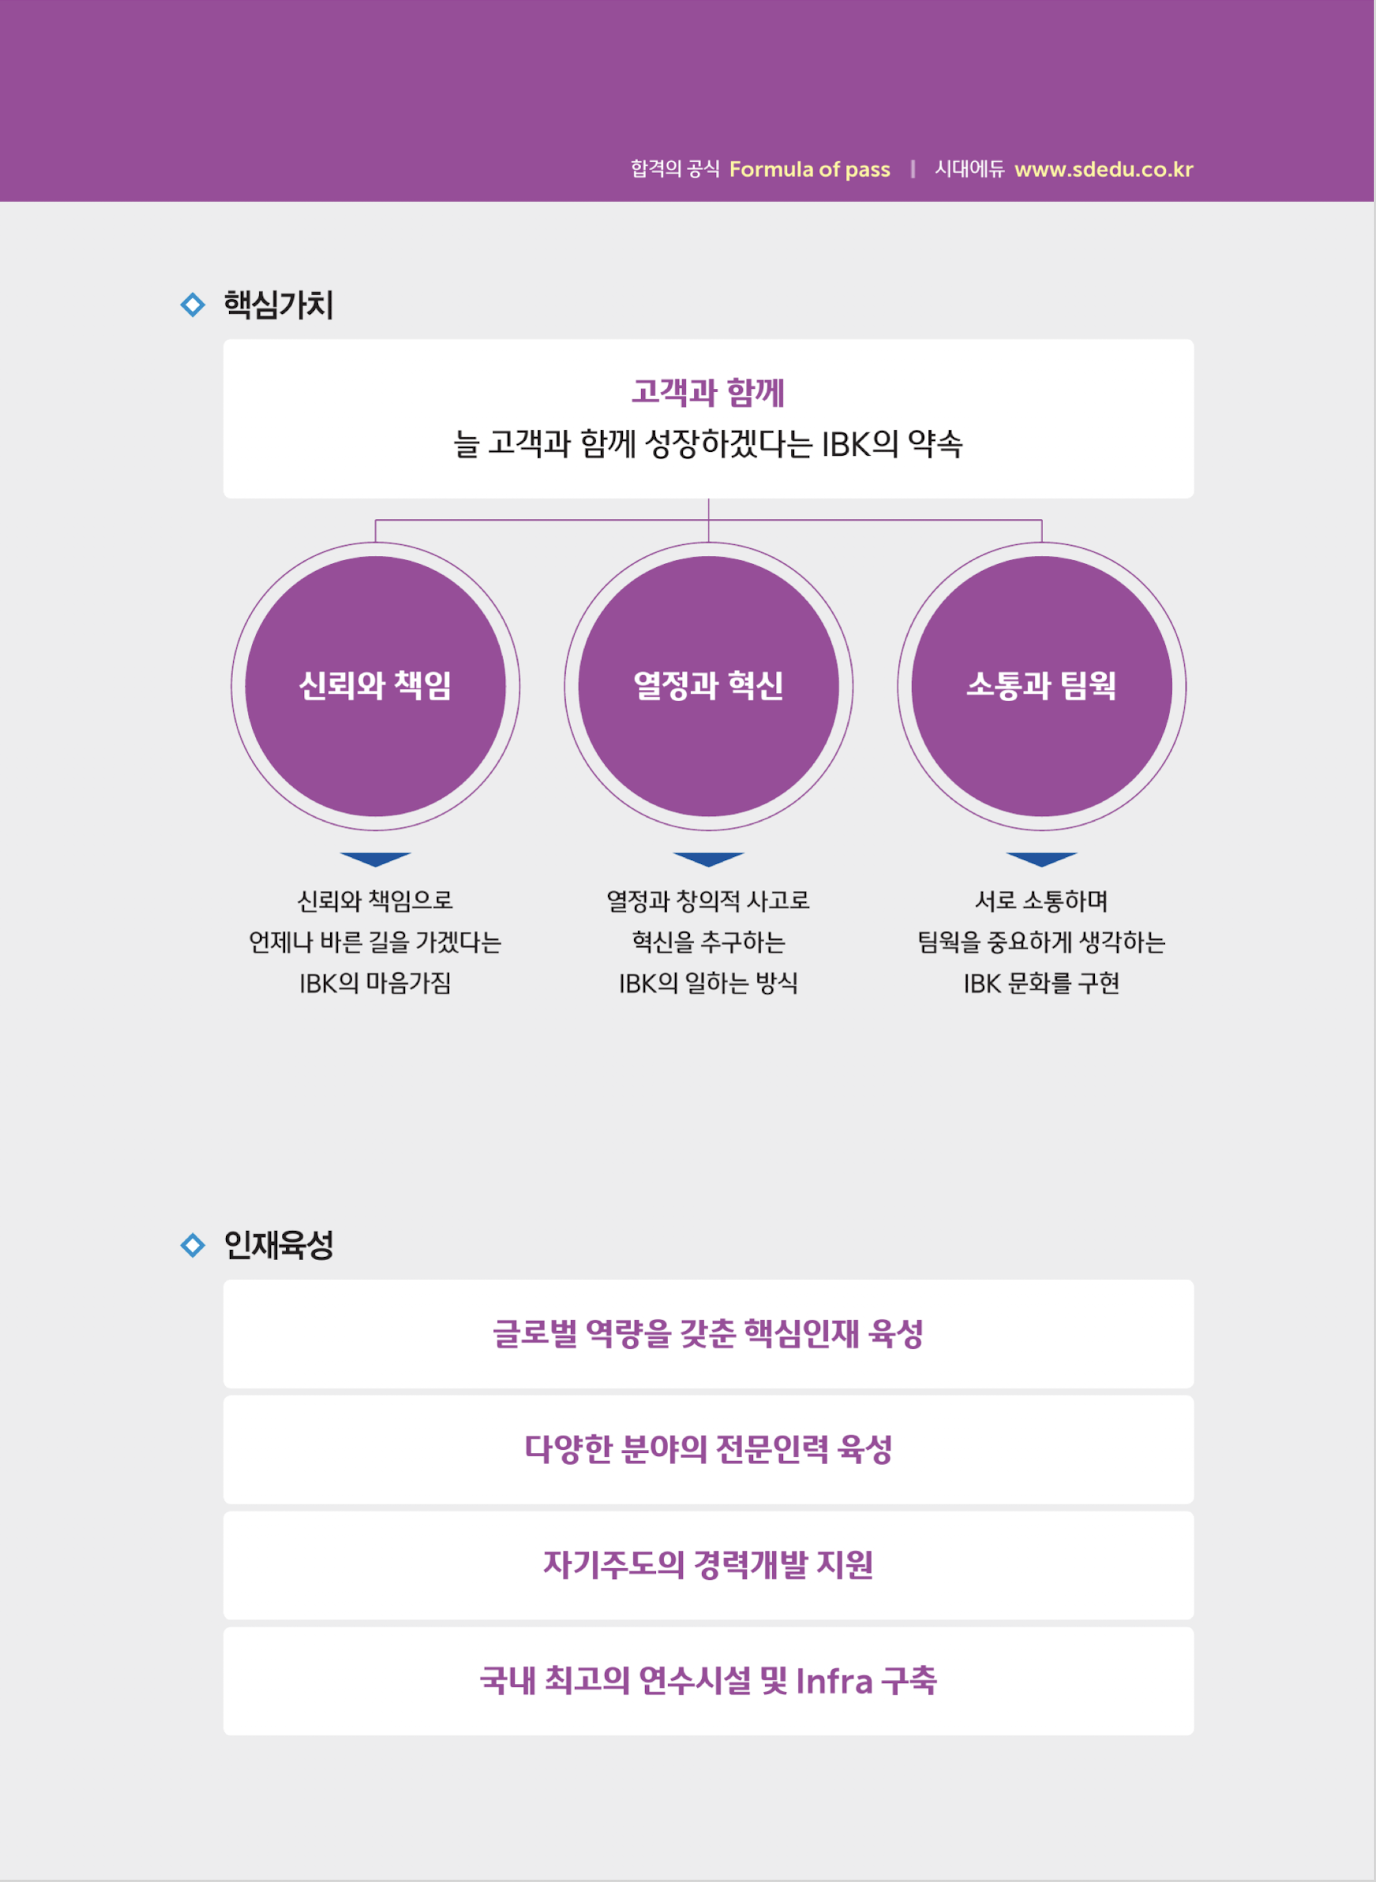 합격의 공식 Formula of pass | 시대에듀 www.sdedu.co.kr
핵심가치
고객과 함께
늘 고객과 함께 성장하겠다는 IBK의 약속
신뢰와 책임
열정과 혁신
소통과 팀웍
신뢰와 책임으로
언제나 바른 길을 가겠다는
IBK의 마음가짐
열정과 창의적 사고로
혁신을 추구하는
IBK의 일하는 방식
서로 소통하며
팀웍을 중요하게 생각하는
IBK 문화를 구현
인재육성
글로벌 역량을 갖춘 핵심인재 육성
다양한 분야의 전문인력 육성
자기주도의 경력개발 지원
국내 최고의 연수시설 및 Infra 구축